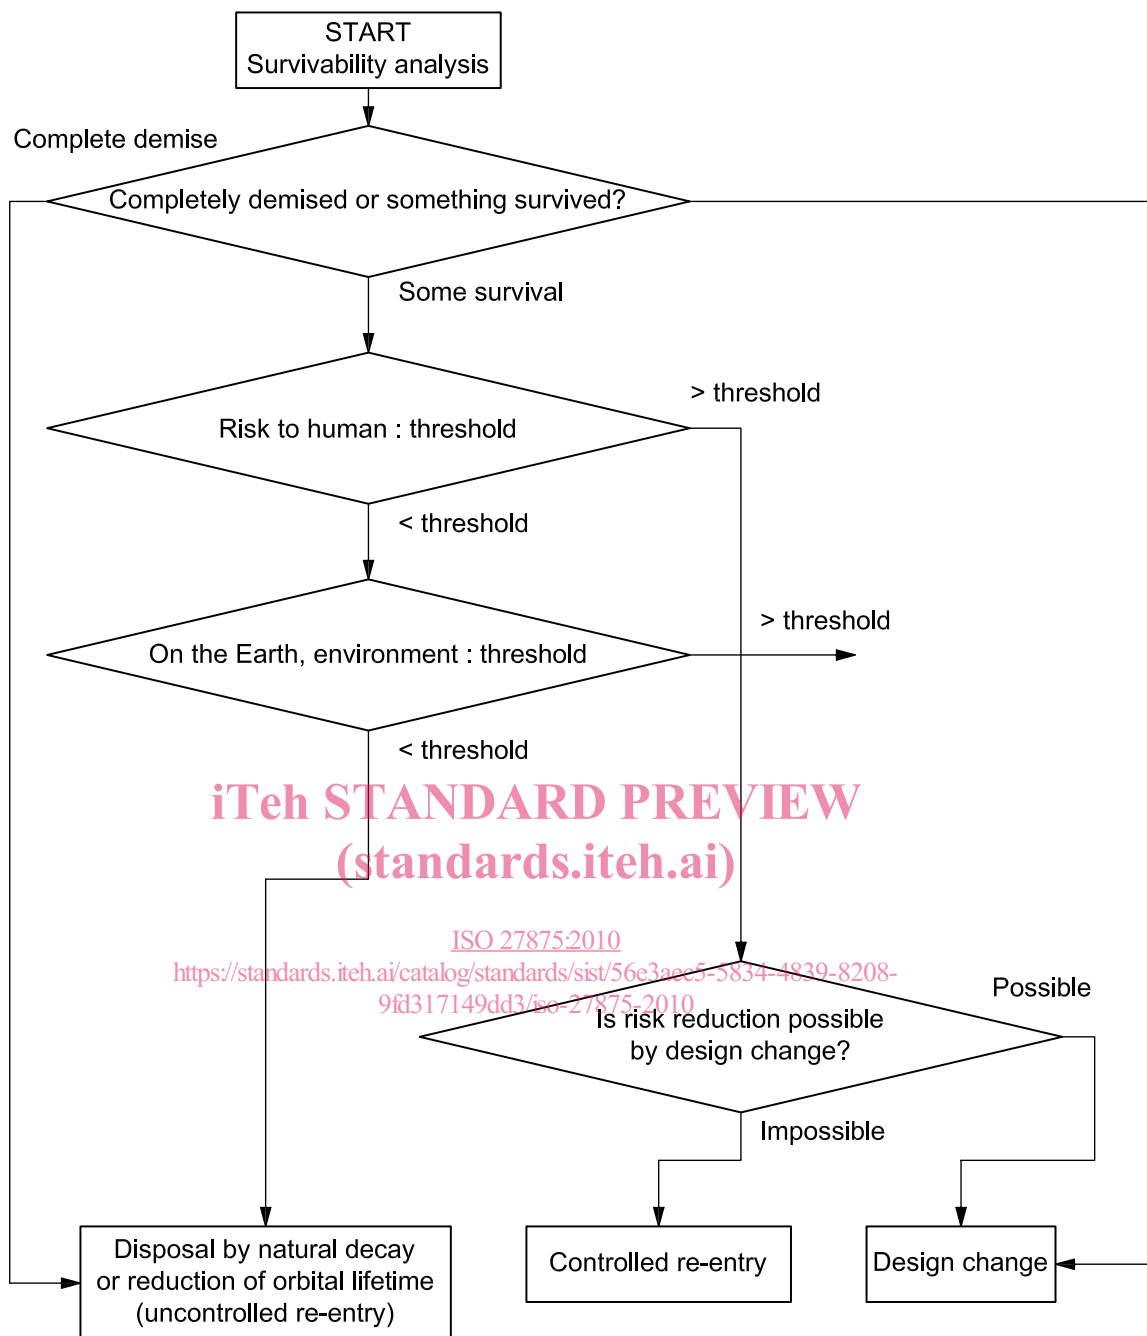 START
Survivability analysis
Complete demise
Completely demised or something survived?
Some survival
> threshold
Risk to human : threshold
< threshold
> threshold
On the Earth, environment : threshold
< threshold
iTeh STANDARD PREVIEW
(standards.iteh.ai)
ISO 27875:2010
https://standards.iteh.ai/catalog/standards/sist/56e3aec5-5834-4839-8208-
9fd317149dd3/iso-27875-2010
Possible
Is risk reduction possible
by design change?
Impossible
Disposal by natural decay
or reduction of orbital lifetime
(uncontrolled re-entry)
Controlled re-entry
Design change